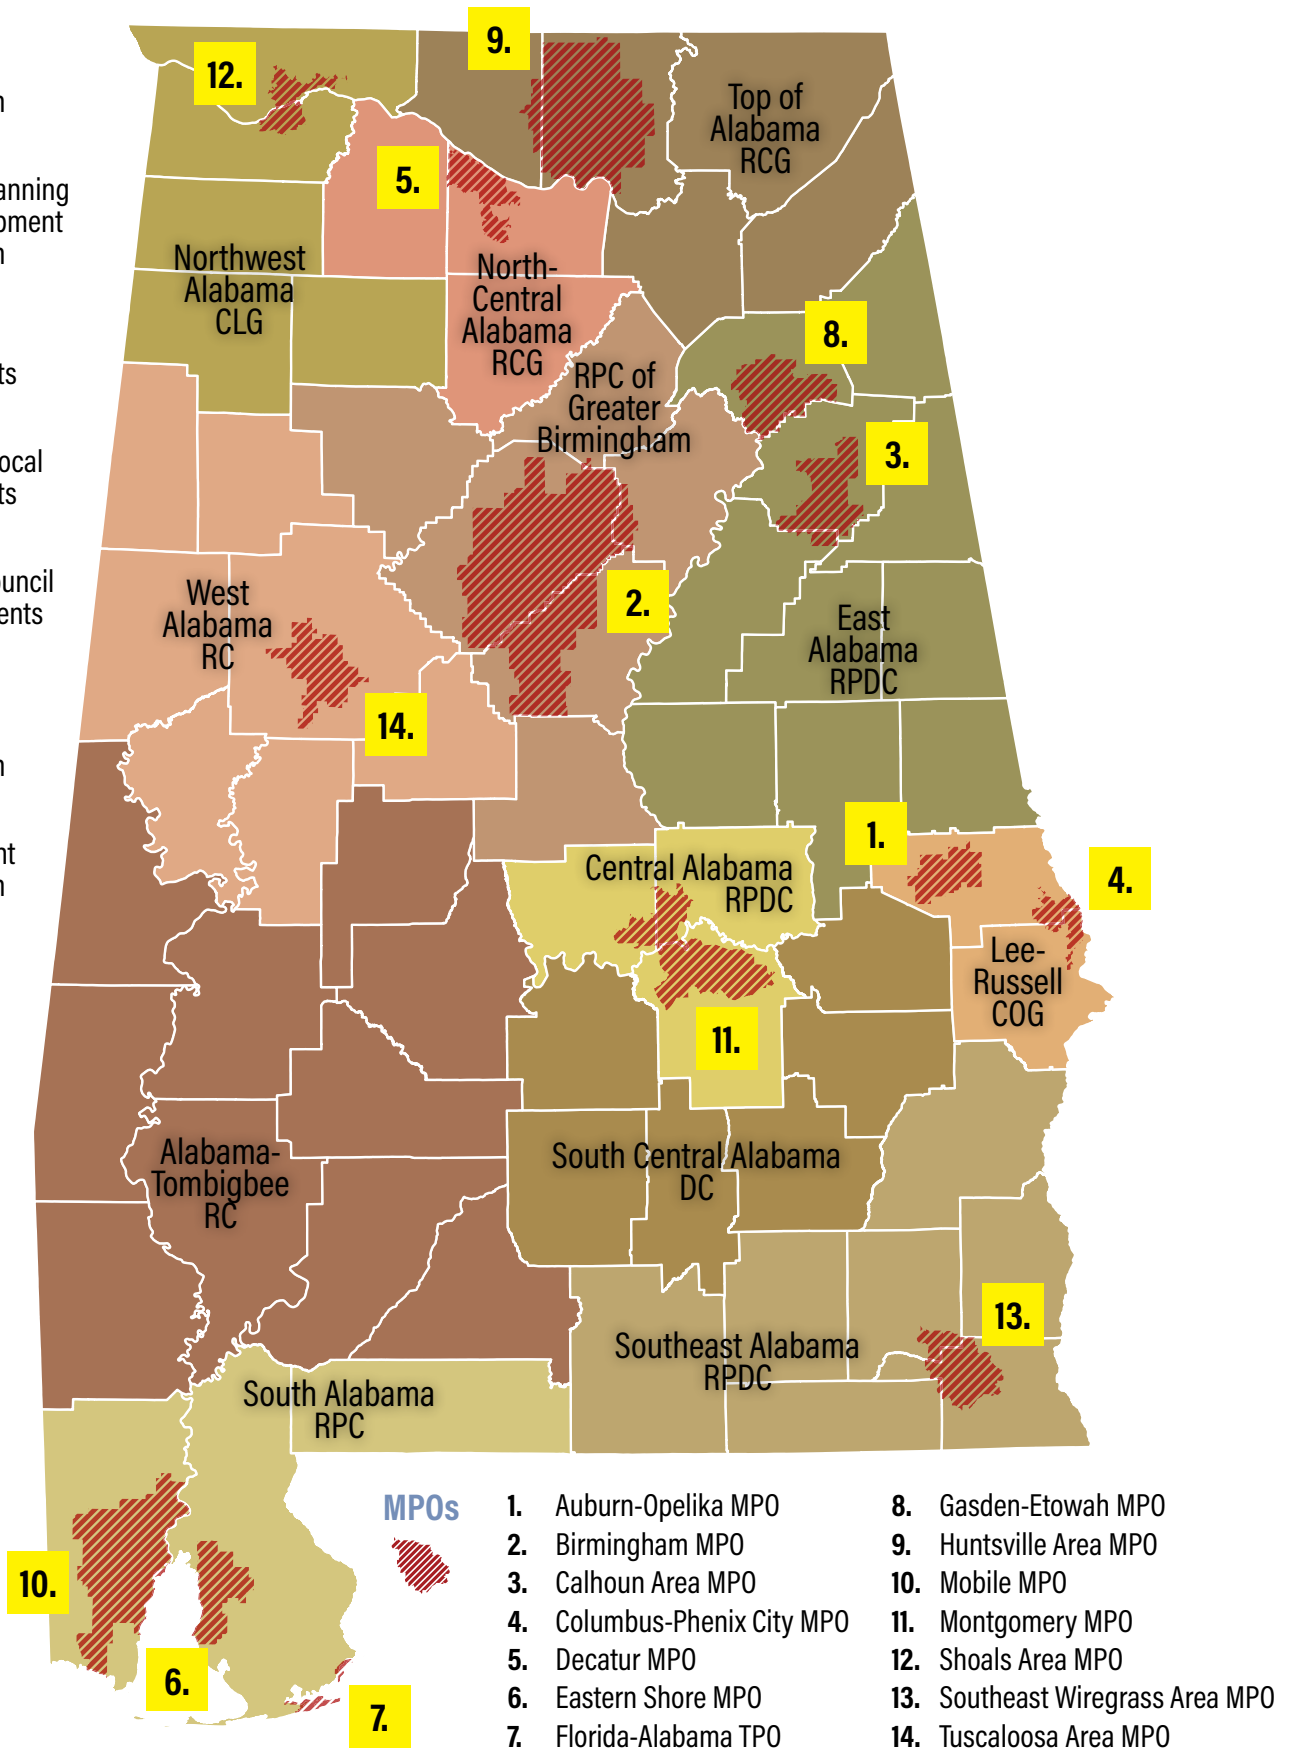 9.
12.
Top of
Alabama
RCG
5.
Northwest
Alabama
CLG
North-
Central
Alabama
RCG
8.
RPC of
Greater
Birmingham
3.
West
Alabama
RC
2.
East
Alabama
RPDC
14.
1.
Central Alabama
RPDC
4.
Lee-
Russell
COG
11.
Alabama-
Tombigbee
RC
South Central Alabama
DC
13.
Southeast Alabama
RPDC
South Alabama
RPC
10.
6.
7.
MPOs
1. Auburn-Opelika MPO
2. Birmingham MPO
3. Calhoun Area MPO
4. Columbus-Phenix City MPO
5. Decatur MPO
6. Eastern Shore MPO
7. Florida-Alabama TPO
8. Gasden-Etowah MPO
9. Huntsville Area MPO
10. Mobile MPO
11. Montgomery MPO
12. Shoals Area MPO
13. Southeast Wiregrass Area MPO
14. Tuscaloosa Area MPO